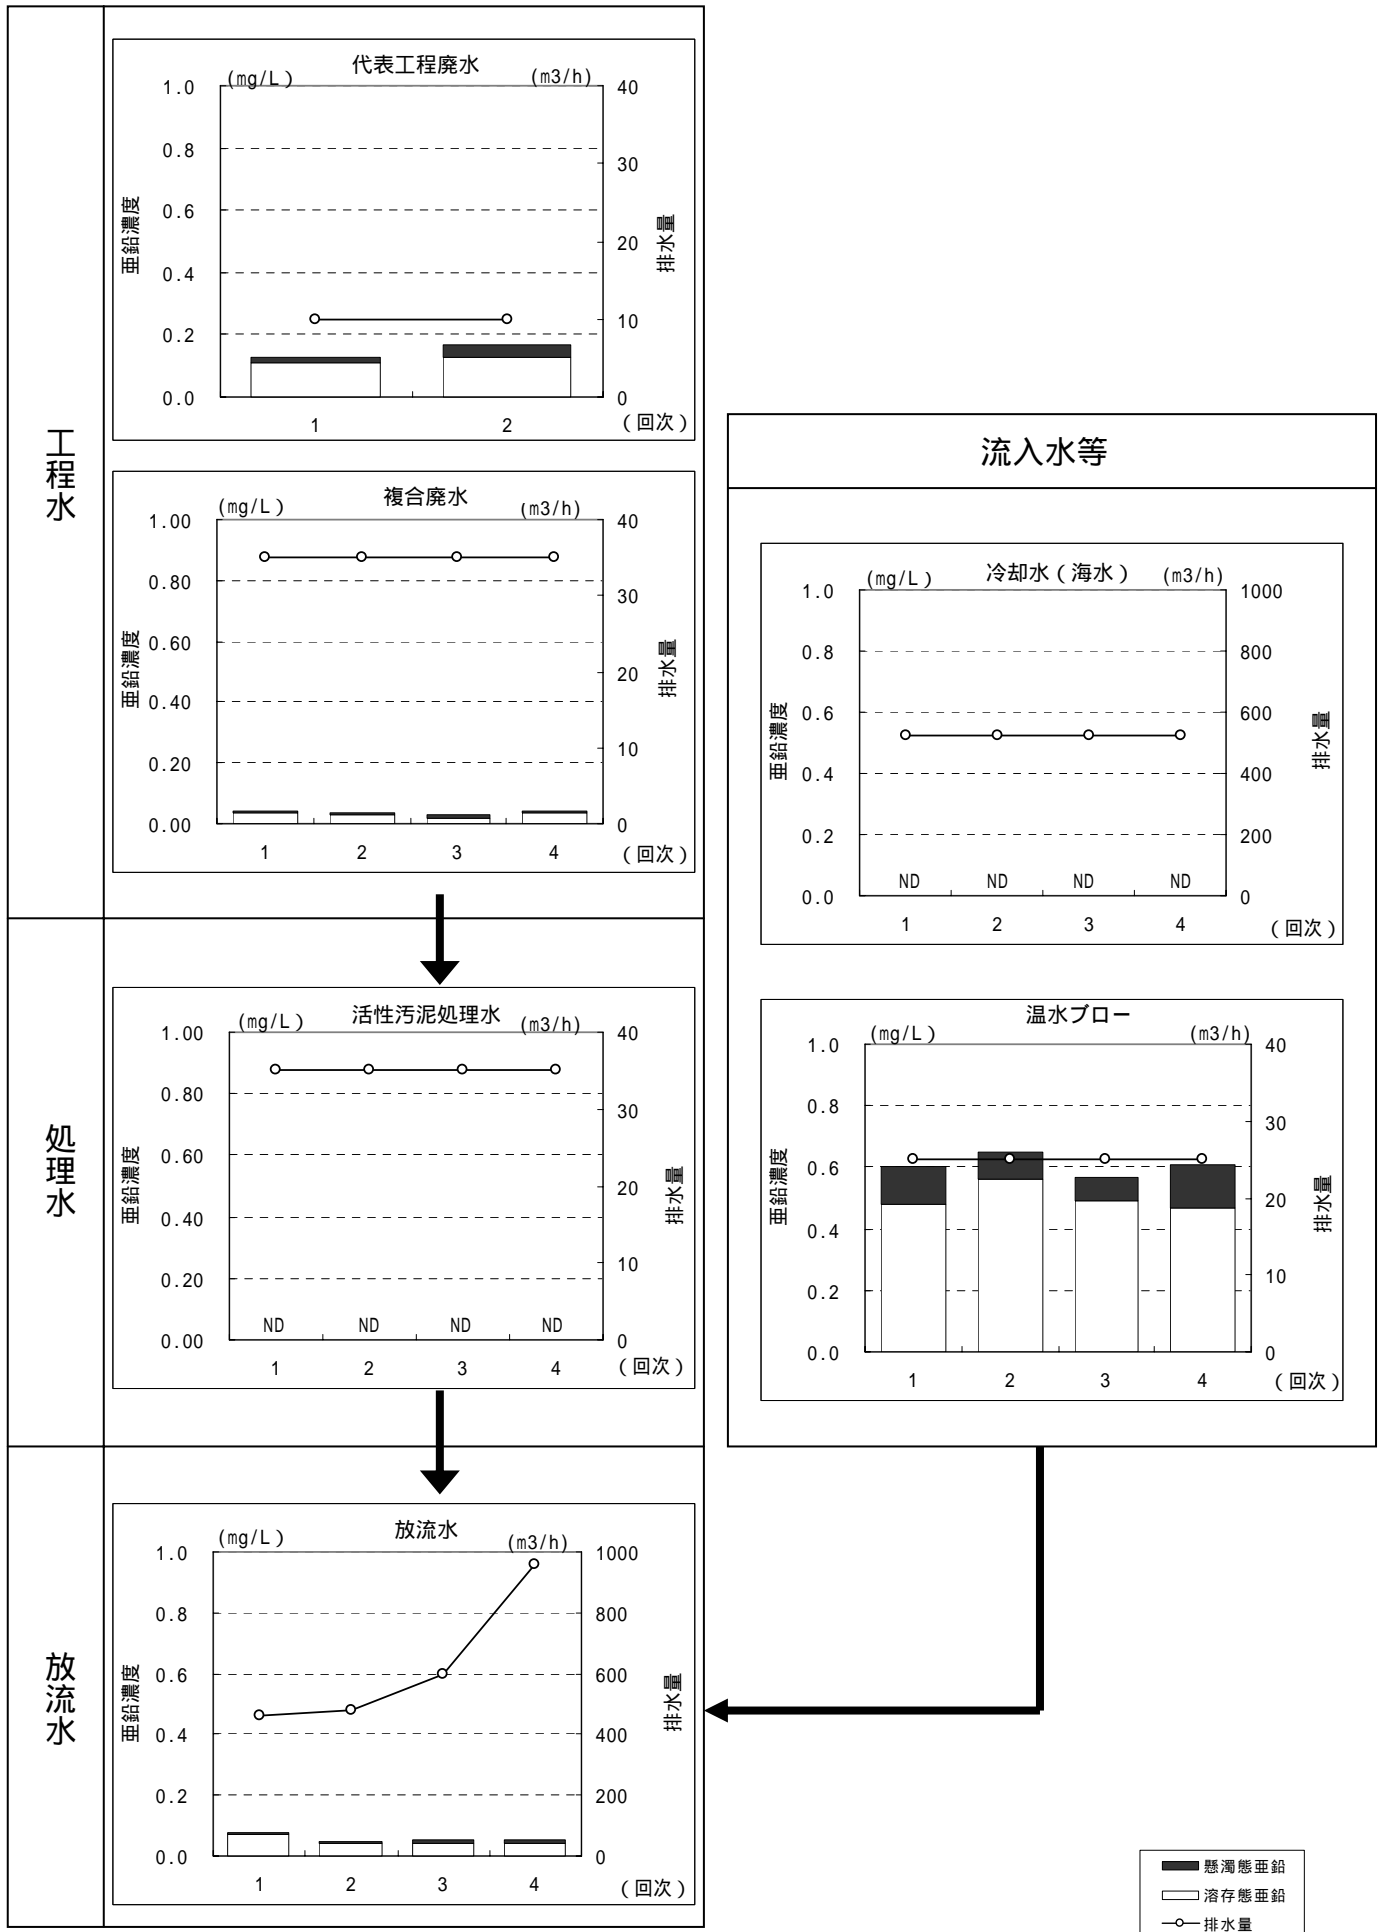 工程水
代表工程廃水
(mg/L) (m3/h)
1.0 40
0.8 30
0.6 20
0.4 10
0.2 0
0.0
亜鉛濃度
排水量
1 2 (回次)
複合廃水
(mg/L) (m3/h)
1.00 40
0.80 30
0.60 20
0.40 10
0.20 0
0.00
亜鉛濃度
排水量
1 2 3 4 (回次)
処理水
活性汚泥処理水
(mg/L) (m3/h)
1.00 40
0.80 30
0.60 20
0.40 10
0.20 0
0.00
亜鉛濃度
排水量
ND ND ND ND
1 2 3 4 (回次)
放流水
放流水
(mg/L) (m3/h)
1.0 1000
0.8 800
0.6 600
0.4 400
0.2 200
0.0 0
亜鉛濃度
排水量
1 2 3 4 (回次)
流入水等
冷却水(海水)
(mg/L) (m3/h)
1.0 1000
0.8 800
0.6 600
0.4 400
0.2 200
0.0 0
亜鉛濃度
排水量
ND ND ND ND
1 2 3 4 (回次)
温水ブロー
(mg/L) (m3/h)
1.0 40
0.8 30
0.6 20
0.4 10
0.2 0
0.0
亜鉛濃度
排水量
1 2 3 4 (回次)
懸濁態亜鉛
溶存態亜鉛
排水量